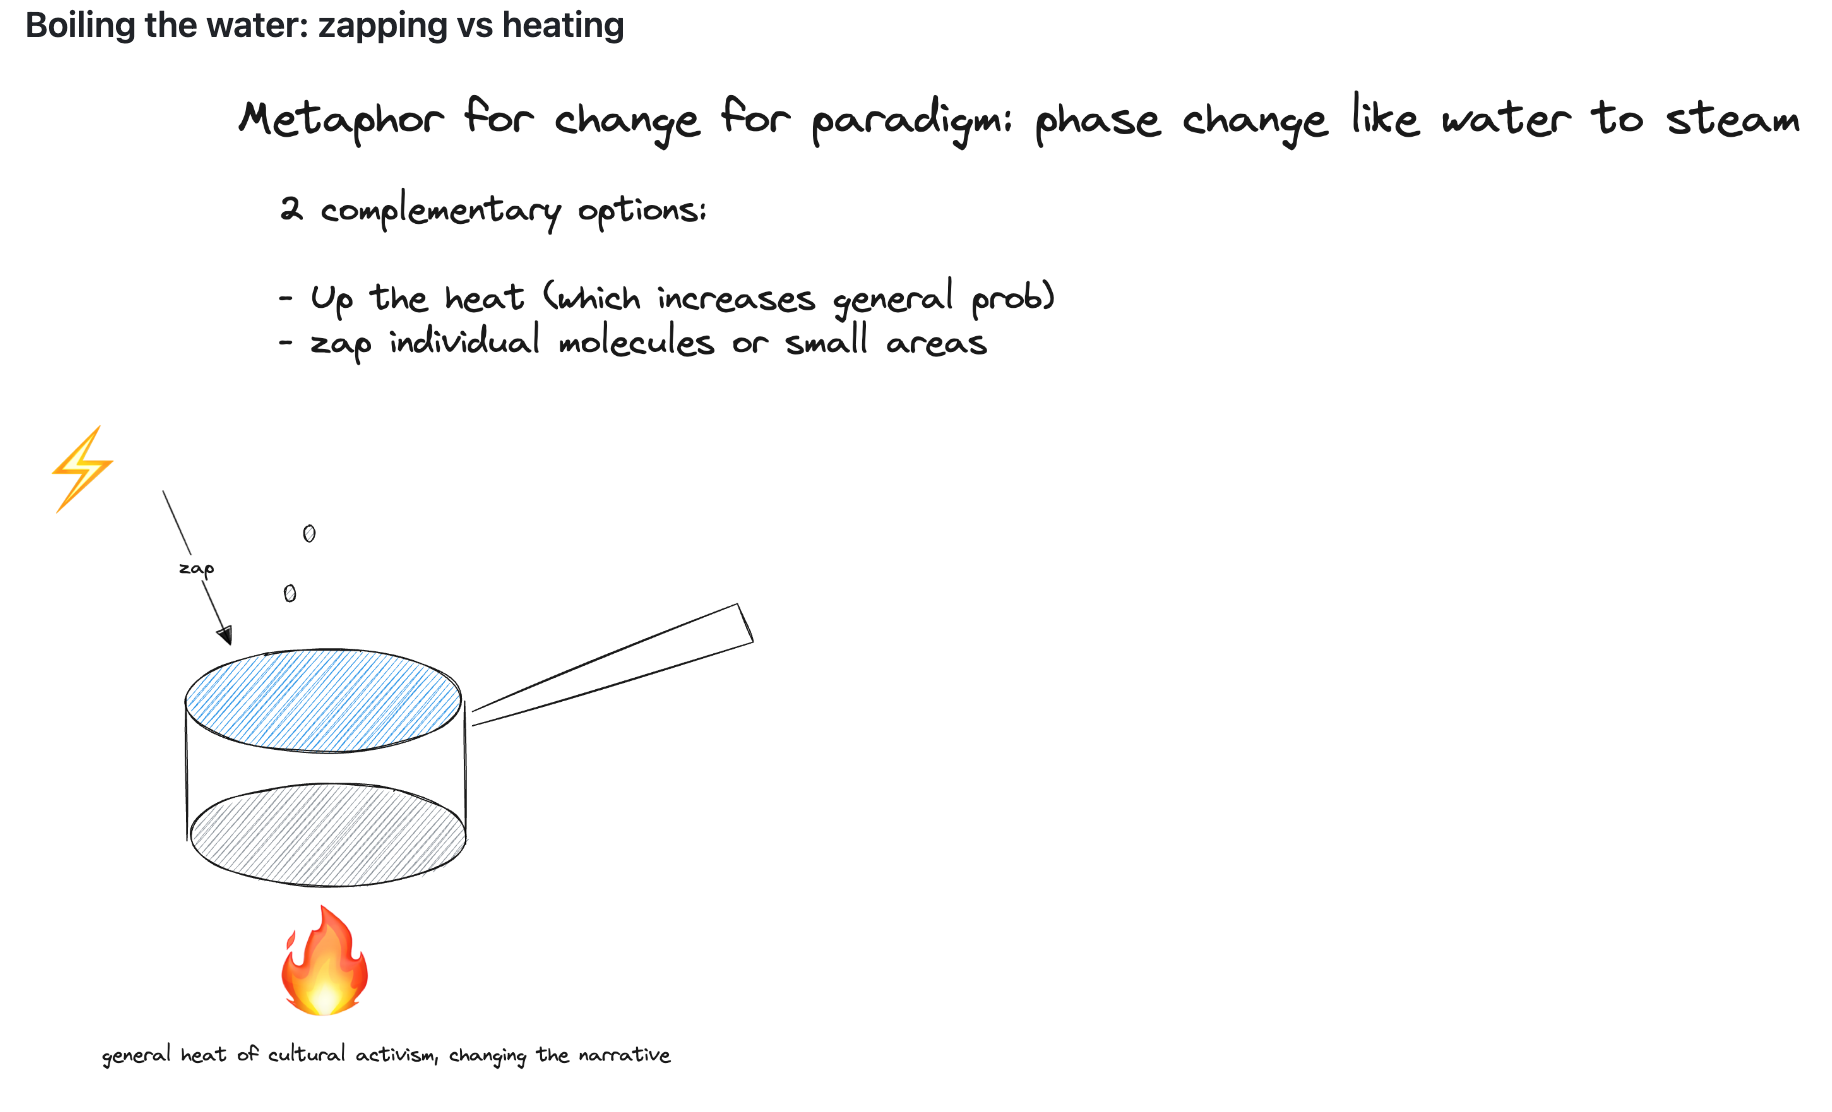 Boiling the water: zapping vs heating
Metaphor for change for paradigm: phase change like water to steam
2 complementary options:
- Up the heat (which increases general prob)
- zap individual molecules or small areas
zap
general heat of cultural activism, changing the narrative